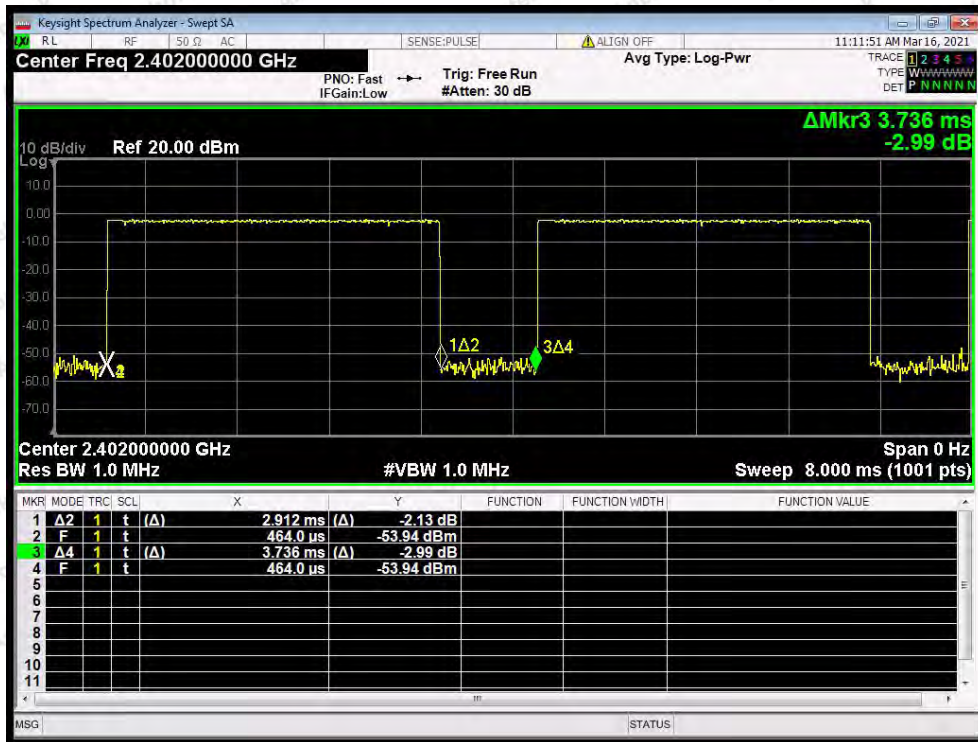 Keysight Spectrum Analyzer - Swept SA
RL RF 50 Ω AC SENSE:PULSE ALIGN OFF 11:11:51 AM Mar 16, 2021
Center Freq 2.402000000 GHz Avg Type: Log-Pwr TRACE 1 2 3 4 5 6
PNO: Fast Trig: Free Run TYPE W
IFGain:Low #Atten: 30 dB DET P N N N N N
ΔMkr3 3.736 ms
-2.99 dB
10 dB/div Ref 20.00 dBm
Log
10.0
0.00
-10.0
-20.0
-30.0
-40.0
-50.0
-60.0
-70.0
1Δ2 3Δ4
Center 2.402000000 GHz Span 0 Hz
Res BW 1.0 MHz #VBW 1.0 MHz Sweep 8.000 ms (1001 pts)
MKR MODE TRC SCL X Y FUNCTION FUNCTION WIDTH FUNCTION VALUE
1 Δ2 1 t (Δ) 2.912 ms (Δ) -2.13 dB
2 F 1 t 464.0 µs -53.94 dBm
3 Δ4 1 t (Δ) 3.736 ms (Δ) -2.99 dB
4 F 1 t 464.0 µs -53.94 dBm
5
6
7
8
9
10
11
MSG STATUS